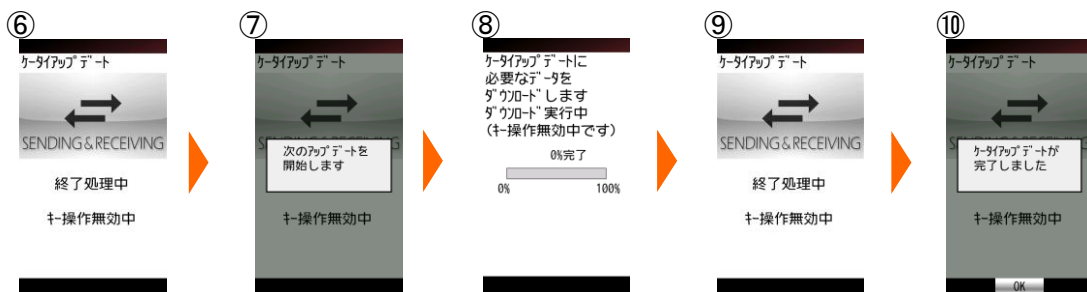 ⑥
ｹｰﾀｲｱｯﾌﾟﾃﾞｰﾄ
SENDING & RECEIVING
終了処理中
ｷｰ操作無効中
⑦
ｹｰﾀｲｱｯﾌﾟﾃﾞｰﾄ
SENDING & RECEIVING
次のｱｯﾌﾟﾃﾞｰﾄを
開始します
ｷｰ操作無効中
⑧
ｹｰﾀｲｱｯﾌﾟﾃﾞｰﾄに
必要なﾃﾞｰﾀを
ﾀﾞｳﾝﾛｰﾄﾞします
ﾀﾞｳﾝﾛｰﾄﾞ実行中
(ｷｰ操作無効中です)
0%完了
0% 100%
⑨
ｹｰﾀｲｱｯﾌﾟﾃﾞｰﾄ
SENDING & RECEIVING
終了処理中
ｷｰ操作無効中
⑩
ｹｰﾀｲｱｯﾌﾟﾃﾞｰﾄ
SENDING & RECEIVING
ｹｰﾀｲｱｯﾌﾟﾃﾞｰﾄが
完了しました
ｷｰ操作無効中
OK